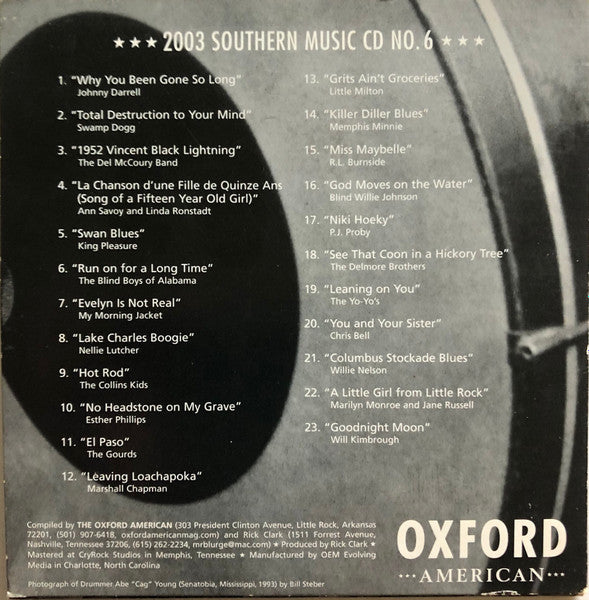 ★ ★ ★ 2003 SOUTHERN MUSIC CD NO. 6 ★ ★ ★
1. “Why You Been Gone So Long”
Johnny Darrell
2. “Total Destruction to Your Mind”
Swamp Dogg
3. “1952 Vincent Black Lightning”
The Del McCoury Band
4. “La Chanson d’une Fille de Quinze Ans
(Song of a Fifteen Year Old Girl)”
Ann Savoy and Linda Ronstadt
5. “Swan Blues”
King Pleasure
6. “Run on for a Long Time”
The Blind Boys of Alabama
7. “Evelyn Is Not Real”
My Morning Jacket
8. “Lake Charles Boogie”
Nellie Lutcher
9. “Hot Rod”
The Collins Kids
10. “No Headstone on My Grave”
Esther Phillips
11. “El Paso”
The Gourds
12. “Leaving Loachapoka”
Marshall Chapman
13. “Grits Ain’t Groceries”
Little Milton
14. “Killer Diller Blues”
Memphis Minnie
15. “Miss Maybelle”
R.L. Burnside
16. “God Moves on the Water”
Blind Willie Johnson
17. “Niki Hoeky”
P.J. Proby
18. “See That Coon in a Hickory Tree”
The Delmore Brothers
19. “Leaning on You”
The Yo-Yo’s
20. “You and Your Sister”
Chris Bell
21. “Columbus Stockade Blues”
Willie Nelson
22. “A Little Girl from Little Rock”
Marilyn Monroe and Jane Russell
23. “Goodnight Moon”
Will Kimbrough
Compiled by THE OXFORD AMERICAN (303 President Clinton Avenue, Little Rock, Arkansas
72201, (501) 907-6418, oxfordamericanmag.com) and Rick Clark (1511 Forrest Avenue,
Nashville, Tennessee 37206, (615) 262-2234, mrblurge@mac.com) ★ Produced by Rick Clark ★
Mastered at CryRock Studios in Memphis, Tennessee ★ Manufactured by OEM Evolving
Media in Charlotte, North Carolina
Photograph of Drummer Abe “Cag” Young (Senatobia, Mississippi, 1993) by Bill Steber
OXFORD
···AMERICAN···